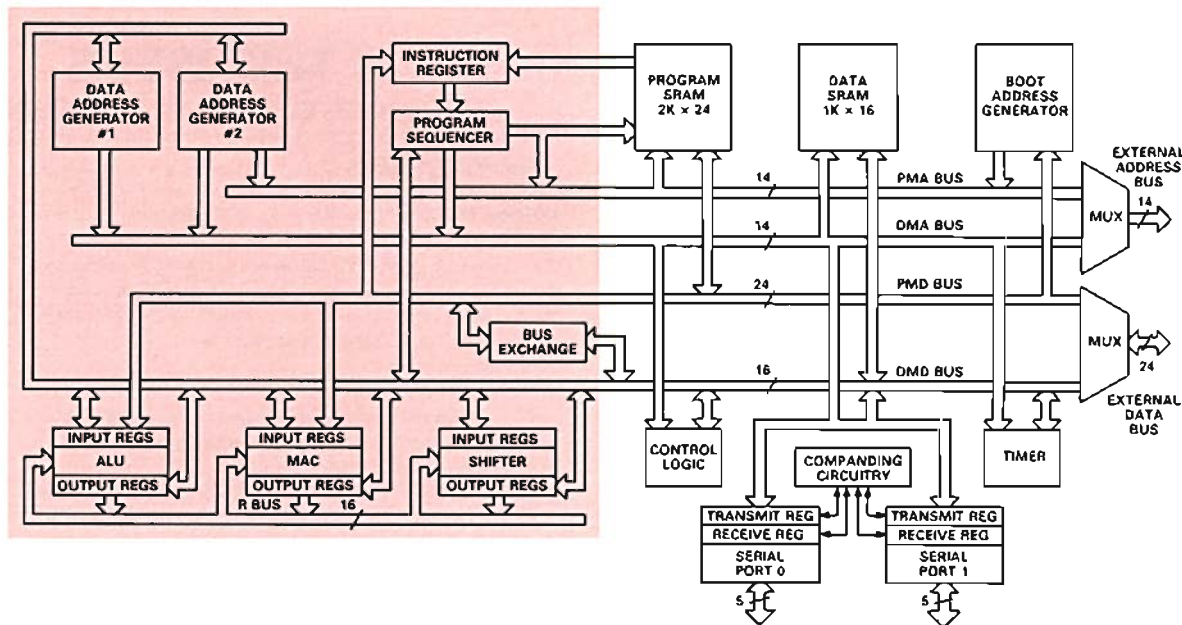 DATA
ADDRESS
GENERATOR
#1
DATA
ADDRESS
GENERATOR
#2
INSTRUCTION
REGISTER
PROGRAM
SEQUENCER
PROGRAM
SRAM
2K × 24
DATA
SRAM
1K × 16
BOOT
ADDRESS
GENERATOR
EXTERNAL
ADDRESS
BUS
14
MUX
14
PMA BUS
14
DMA BUS
24
PMD BUS
BUS
EXCHANGE
16
DMD BUS
MUX
24
EXTERNAL
DATA
BUS
INPUT REGS
ALU
OUTPUT REGS
INPUT REGS
MAC
OUTPUT REGS
INPUT REGS
SHIFTER
OUTPUT REGS
R BUS
16
CONTROL
LOGIC
COMPANDING
CIRCUITRY
TIMER
TRANSMIT REG
RECEIVE REG
SERIAL
PORT 0
5
TRANSMIT REG
RECEIVE REG
SERIAL
PORT 1
5